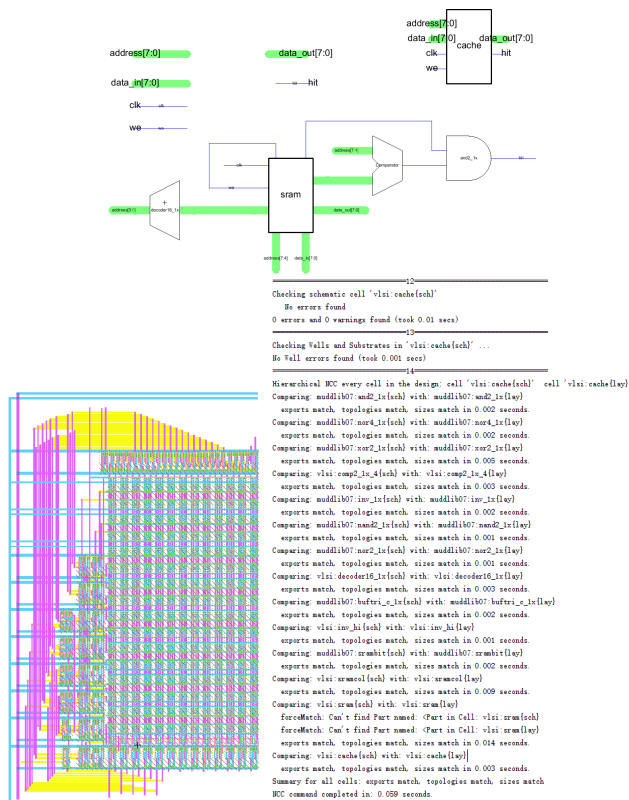 address[7:0]
data_in[7:0]
data_out[7:0]
cache
clk
hit
we
address[7:0]
data_out[7:0]
data_in[7:0]
hit
clk
clk
we
we
address[7:4]
Comparator
and2_1x
clk
we
sram
decoder16_1x
data_out[7:0]
address[7:4]
data_in[7:0]
12
Checking schematic cell 'vlsi:cache{sch}'
No errors found
0 errors and 0 warnings found (took 0.01 secs)
13
Checking Wells and Substrates in 'vlsi:cache{sch}' ...
No Well errors found (took 0.001 secs)
14
Hierarchical NCC every cell in the design: cell 'vlsi:cache{sch}' cell 'vlsi:cache{lay}
Comparing: muddlib07:and2_1x{sch} with: muddlib07:and2_1x{lay}
exports match, topologies match, sizes match in 0.002 seconds.
Comparing: muddlib07:nor4_1x{sch} with: muddlib07:nor4_1x{lay}
exports match, topologies match, sizes match in 0.002 seconds.
Comparing: muddlib07:xor2_1x{sch} with: muddlib07:xor2_1x{lay}
exports match, topologies match, sizes match in 0.005 seconds.
Comparing: vlsi:comp2_1x_4{sch} with: vlsi:comp2_1x_4{lay}
exports match, topologies match, sizes match in 0.003 seconds.
Comparing: muddlib07:inv_1x{sch} with: muddlib07:inv_1x{lay}
exports match, topologies match, sizes match in 0.002 seconds.
Comparing: muddlib07:nand2_1x{sch} with: muddlib07:nand2_1x{lay}
exports match, topologies match, sizes match in 0.001 seconds.
Comparing: muddlib07:nor2_1x{sch} with: muddlib07:nor2_1x{lay}
exports match, topologies match, sizes match in 0.001 seconds.
Comparing: vlsi:decoder16_1x{sch} with: vlsi:decoder16_1x{lay}
exports match, topologies match, sizes match in 0.003 seconds.
Comparing: muddlib07:buftri_c_1x{sch} with: muddlib07:buftri_c_1x{lay}
exports match, topologies match, sizes match in 0.002 seconds.
Comparing: vlsi:inv_hi{sch} with: vlsi:inv_hi{lay}
exports match, topologies match, sizes match in 0.001 seconds.
Comparing: muddlib07:srambit{sch} with: muddlib07:srambit{lay}
exports match, topologies match, sizes match in 0.002 seconds.
Comparing: vlsi:sramcol{sch} with: vlsi:sramcol{lay}
exports match, topologies match, sizes match in 0.009 seconds.
Comparing: vlsi:sram{sch} with: vlsi:sram{lay}
forceMatch: Can't find Part named: <Part in Cell: vlsi:sram{sch}
forceMatch: Can't find Part named: <Part in Cell: vlsi:sram{lay}
exports match, topologies match, sizes match in 0.014 seconds.
Comparing: vlsi:cache{sch} with: vlsi:cache{lay}
exports match, topologies match, sizes match in 0.003 seconds.
Summary for all cells: exports match, topologies match, sizes match
NCC command completed in: 0.059 seconds.